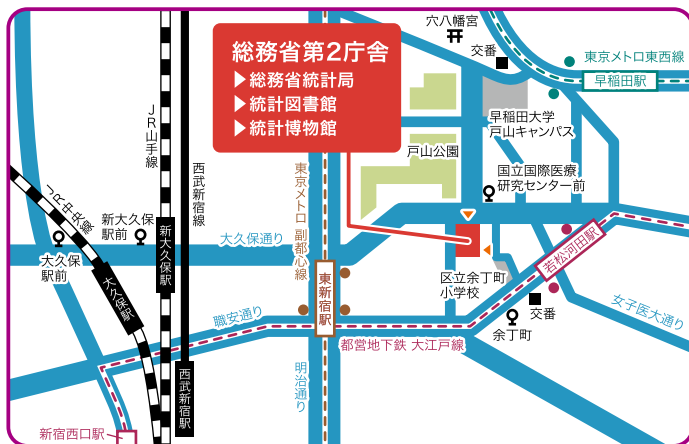 穴八幡宮
交番
東京メトロ東西線
早稲田駅
総務省第2庁舎
▶総務省統計局
▶統計図書館
▶統計博物館
早稲田大学
戸山キャンパス
戸山公園
国立国際医療
研究センター前
JR山手線
西武新宿線
東京メトロ 副都心線
JR中央線
新大久保
駅前
大久保
駅前
大久保通り
新大久保駅
大久保駅
若松河田駅
区立余丁町
小学校
東新宿駅
交番
余丁町
女子医大通り
職安通り
都営地下鉄 大江戸線
明治通り
西武新宿駅
新宿西口駅